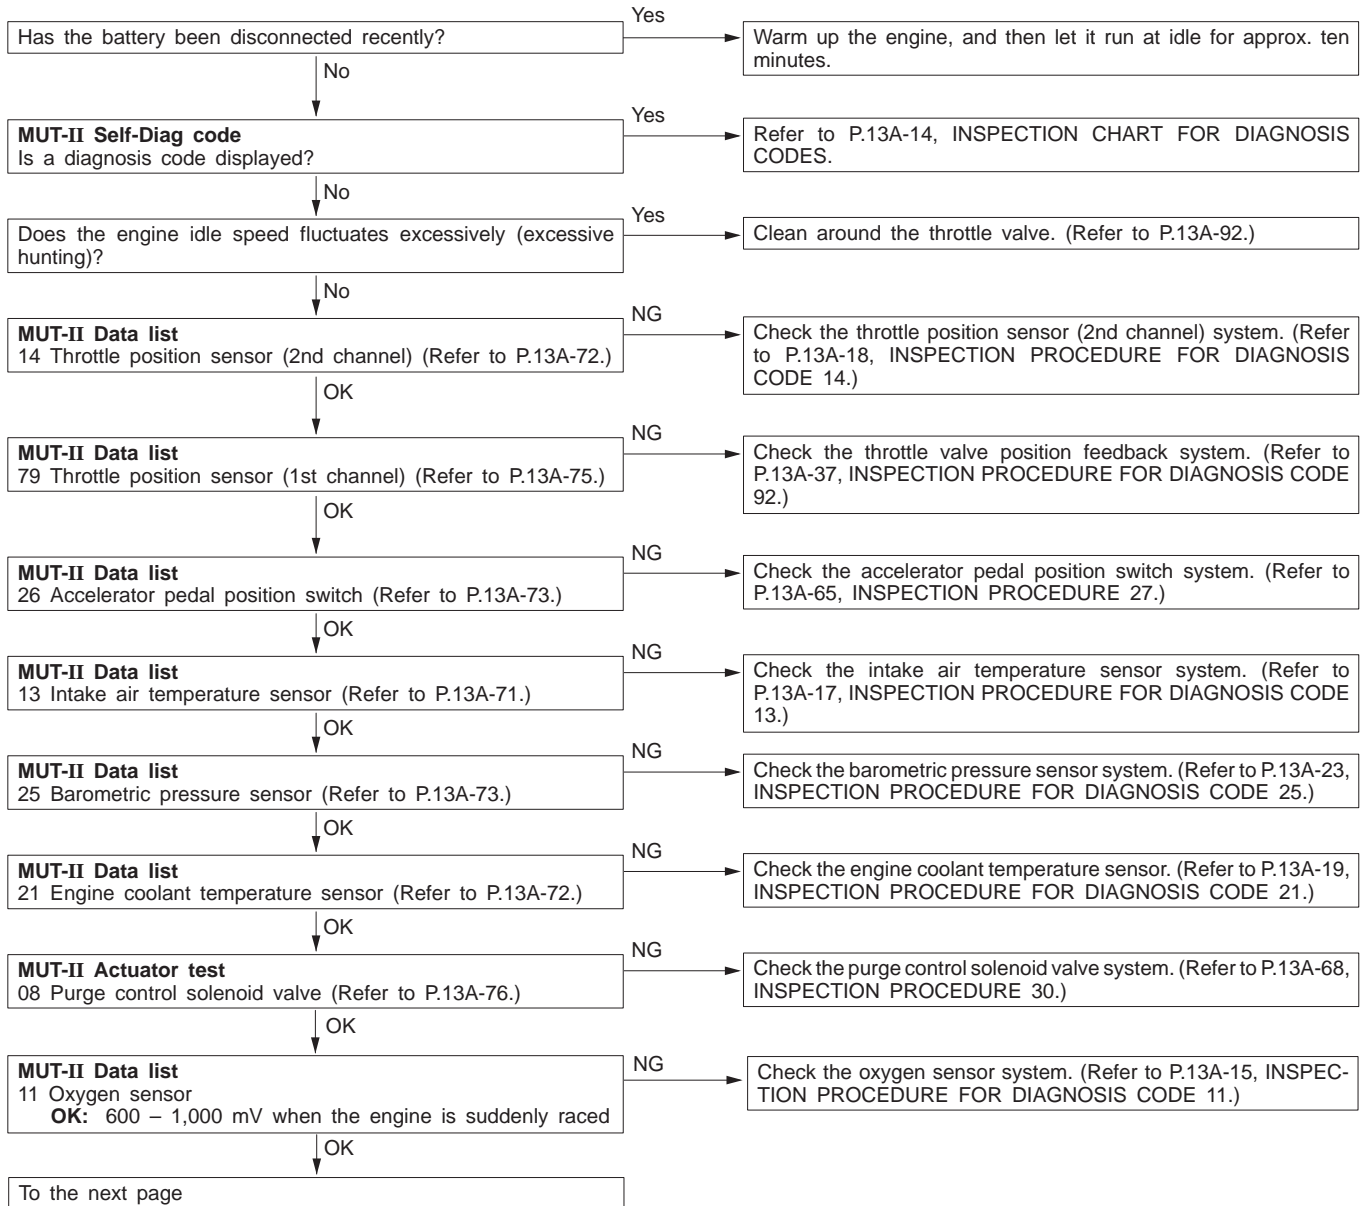 Has the battery been disconnected recently?
Yes
Warm up the engine, and then let it run at idle for approx. ten
minutes.
No
MUT-II Self-Diag code
Is a diagnosis code displayed?
Yes
Refer to P.13A-14, INSPECTION CHART FOR DIAGNOSIS
CODES.
No
Does the engine idle speed fluctuates excessively (excessive
hunting)?
Yes
Clean around the throttle valve. (Refer to P.13A-92.)
No
MUT-II Data list
14 Throttle position sensor (2nd channel) (Refer to P.13A-72.)
NG
Check the throttle position sensor (2nd channel) system. (Refer
to P.13A-18, INSPECTION PROCEDURE FOR DIAGNOSIS
CODE 14.)
OK
MUT-II Data list
79 Throttle position sensor (1st channel) (Refer to P.13A-75.)
NG
Check the throttle valve position feedback system. (Refer to
P.13A-37, INSPECTION PROCEDURE FOR DIAGNOSIS CODE
92.)
OK
MUT-II Data list
26 Accelerator pedal position switch (Refer to P.13A-73.)
NG
Check the accelerator pedal position switch system. (Refer to
P.13A-65, INSPECTION PROCEDURE 27.)
OK
MUT-II Data list
13 Intake air temperature sensor (Refer to P.13A-71.)
NG
Check the intake air temperature sensor system. (Refer to
P.13A-17, INSPECTION PROCEDURE FOR DIAGNOSIS CODE
13.)
OK
MUT-II Data list
25 Barometric pressure sensor (Refer to P.13A-73.)
NG
Check the barometric pressure sensor system. (Refer to P.13A-23,
INSPECTION PROCEDURE FOR DIAGNOSIS CODE 25.)
OK
MUT-II Data list
21 Engine coolant temperature sensor (Refer to P.13A-72.)
NG
Check the engine coolant temperature sensor. (Refer to P.13A-19,
INSPECTION PROCEDURE FOR DIAGNOSIS CODE 21.)
OK
MUT-II Actuator test
08 Purge control solenoid valve (Refer to P.13A-76.)
NG
Check the purge control solenoid valve system. (Refer to P.13A-68,
INSPECTION PROCEDURE 30.)
OK
MUT-II Data list
11 Oxygen sensor
OK: 600 – 1,000 mV when the engine is suddenly raced
NG
Check the oxygen sensor system. (Refer to P.13A-15, INSPEC-
TION PROCEDURE FOR DIAGNOSIS CODE 11.)
OK
To the next page